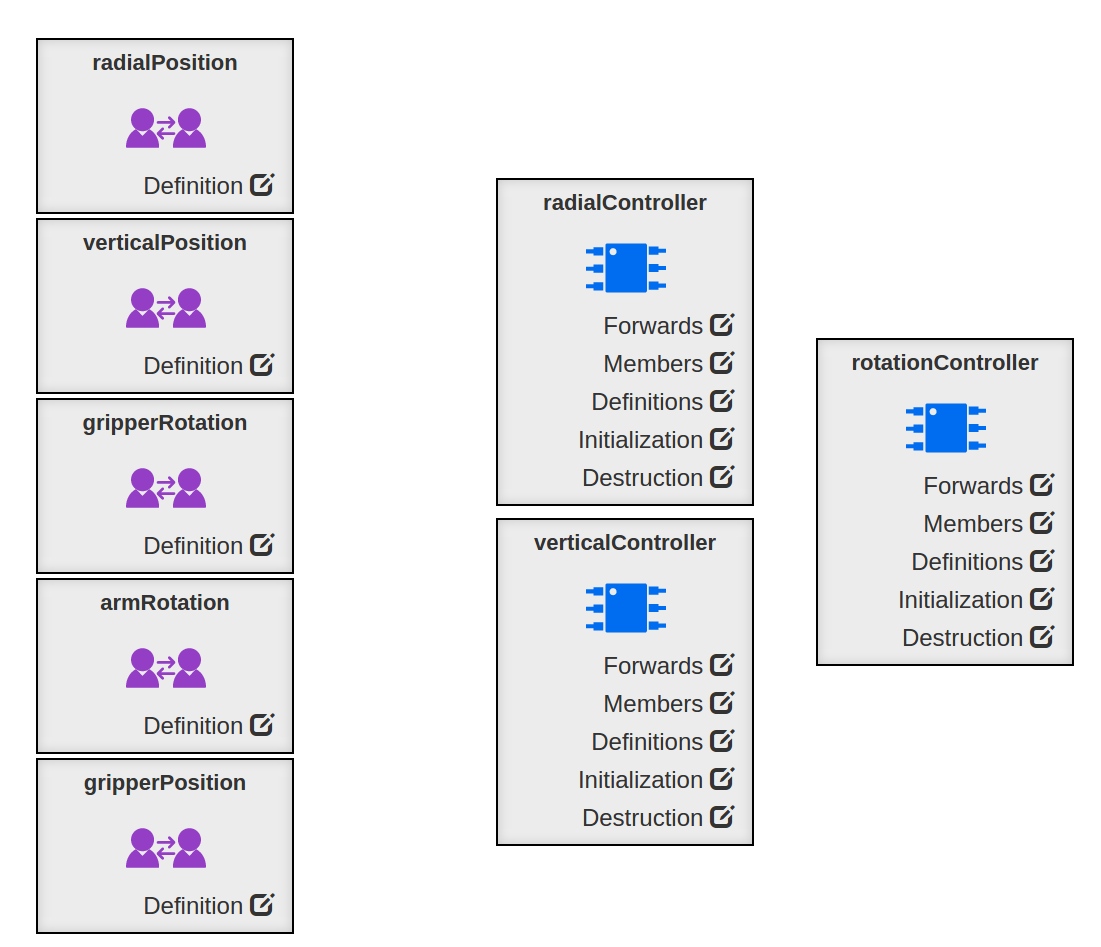 radialPosition
Definition
verticalPosition
Definition
gripperRotation
Definition
armRotation
Definition
gripperPosition
Definition
radialController
Forwards
Members
Definitions
Initialization
Destruction
verticalController
Forwards
Members
Definitions
Initialization
Destruction
rotationController
Forwards
Members
Definitions
Initialization
Destruction